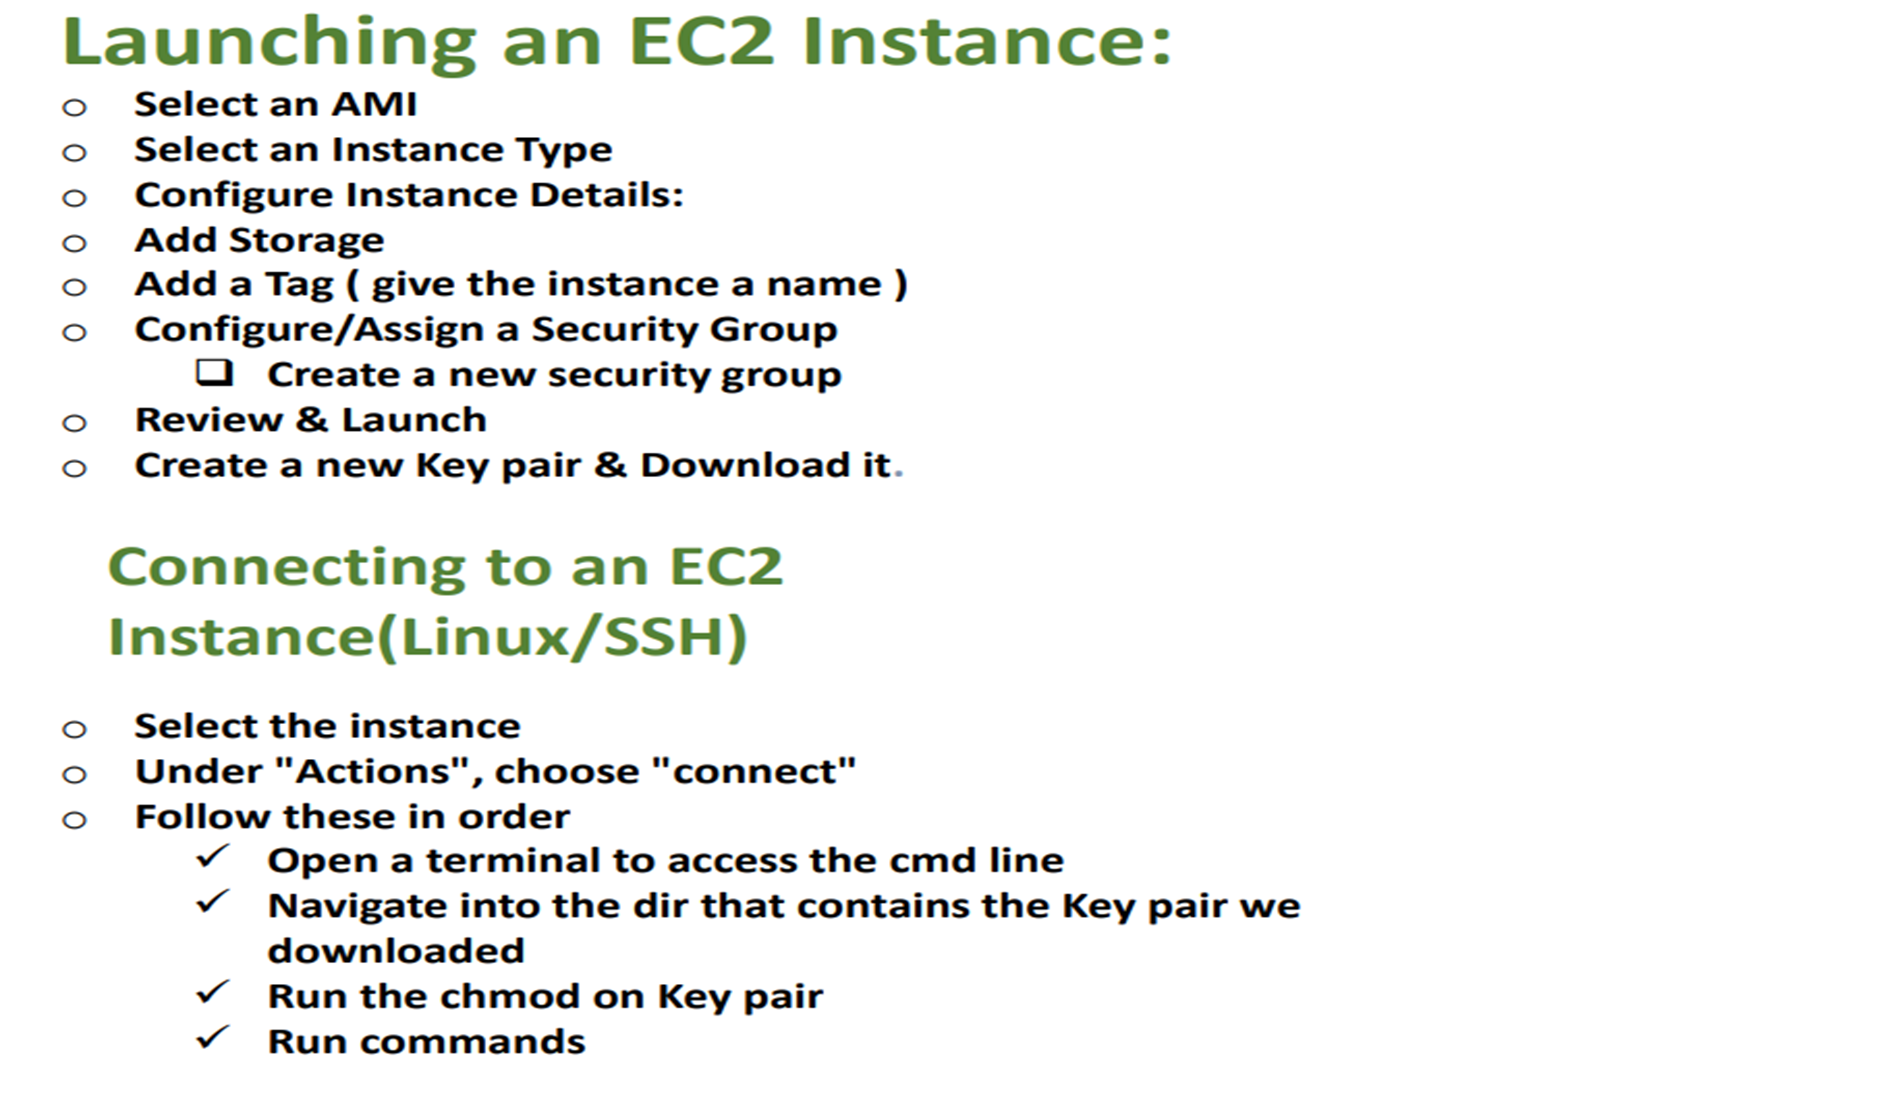 Launching an EC2 Instance:
o Select an AMI
o Select an Instance Type
o Configure Instance Details:
o Add Storage
o Add a Tag ( give the instance a name )
o Configure/Assign a Security Group
❑ Create a new security group
o Review & Launch
o Create a new Key pair & Download it.
Connecting to an EC2
Instance(Linux/SSH)
o Select the instance
o Under "Actions", choose "connect"
o Follow these in order
✓ Open a terminal to access the cmd line
✓ Navigate into the dir that contains the Key pair we
downloaded
✓ Run the chmod on Key pair
✓ Run commands